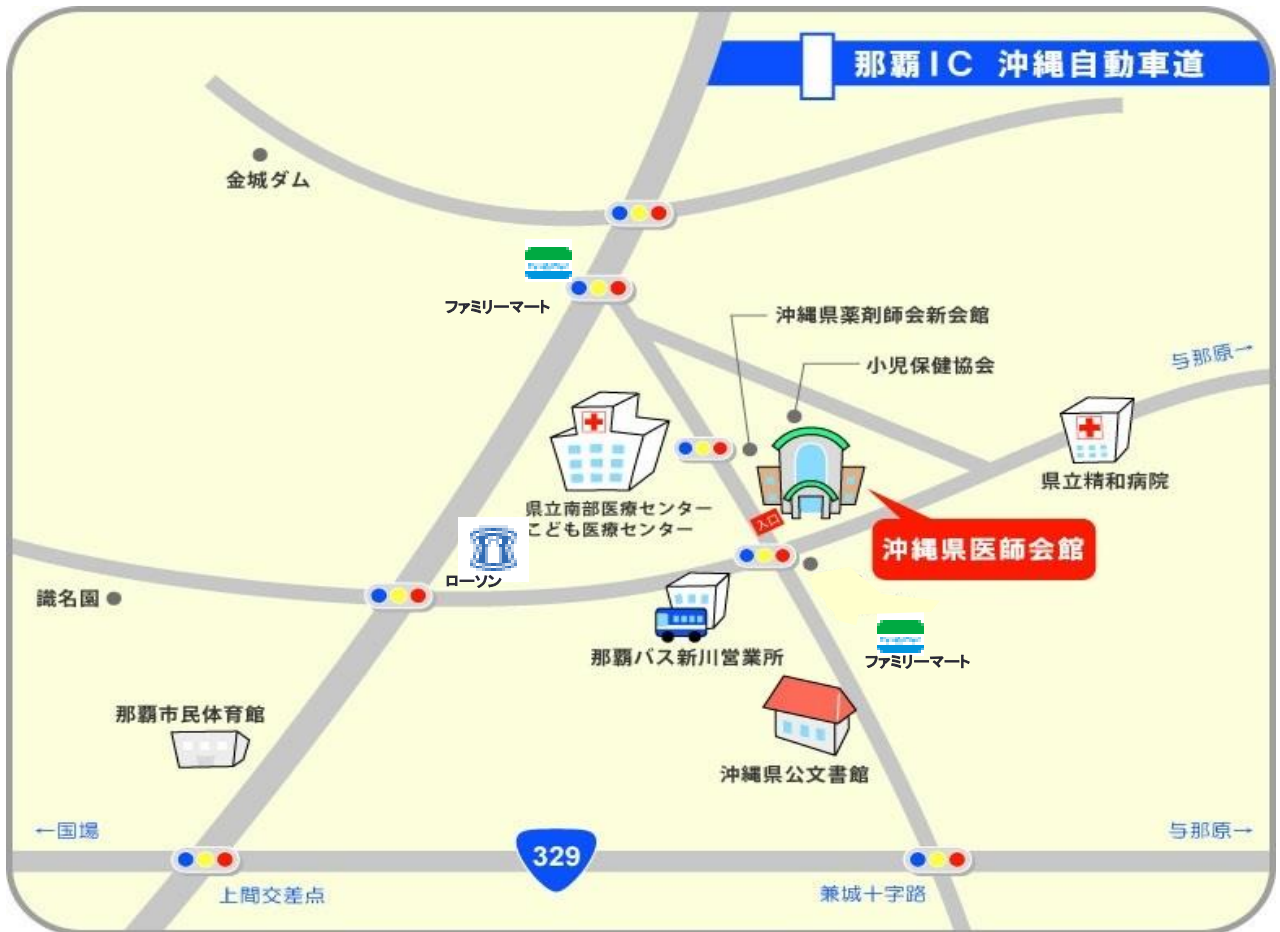 那覇IC 沖縄自動車道
金城ダム
ファミリーマート
沖縄県薬剤師会新会館
小児保健協会
与那原→
県立精和病院
県立南部医療センター
こども医療センター
入口
沖縄県医師会館
ローソン
識名園
那覇バス新川営業所
ファミリーマート
那覇市民体育館
沖縄県公文書館
←国場
329
与那原→
上間交差点
兼城十字路